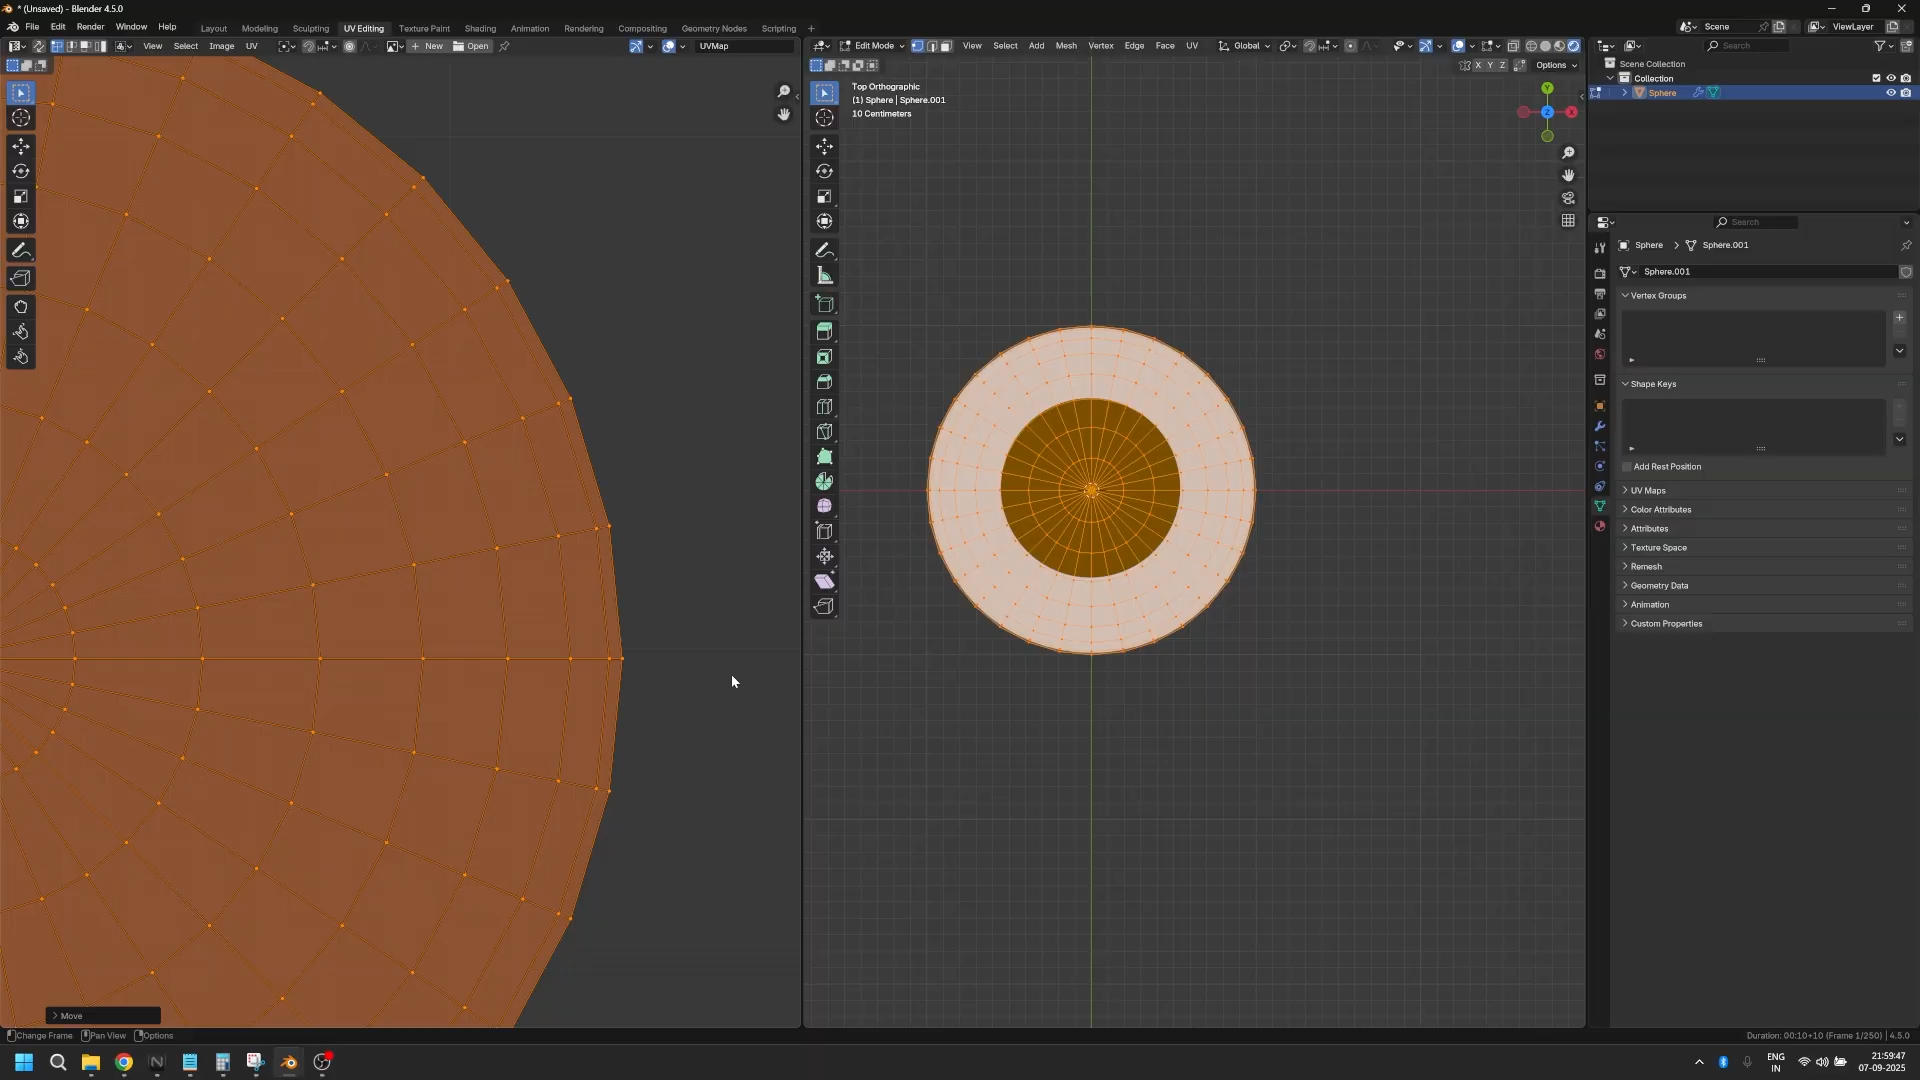 * (Unsaved) - Blender 4.5.0
File Edit Render Window Help
Layout Modeling Sculpting UV Editing Texture Paint Shading Animation Rendering Compositing Geometry Nodes Scripting +
Scene ViewLayer
View Select Image UV New Open UVMap
Edit Mode View Select Add Mesh Vertex Edge Face UV Global
Search
X Y Z Options
Scene Collection
Collection
Sphere
Top Orthographic
(1) Sphere | Sphere.001
10 Centimeters
Y
Z
X
Search
Sphere > Sphere.001
Sphere.001
Vertex Groups
Shape Keys
Add Rest Position
UV Maps
Color Attributes
Attributes
Texture Space
Remesh
Geometry Data
Animation
Custom Properties
> Move
Change Frame Pan View Options
Duration: 00:10+10 (Frame 1/250) | 4.5.0
ENG
IN
21:59:47
07-09-2025